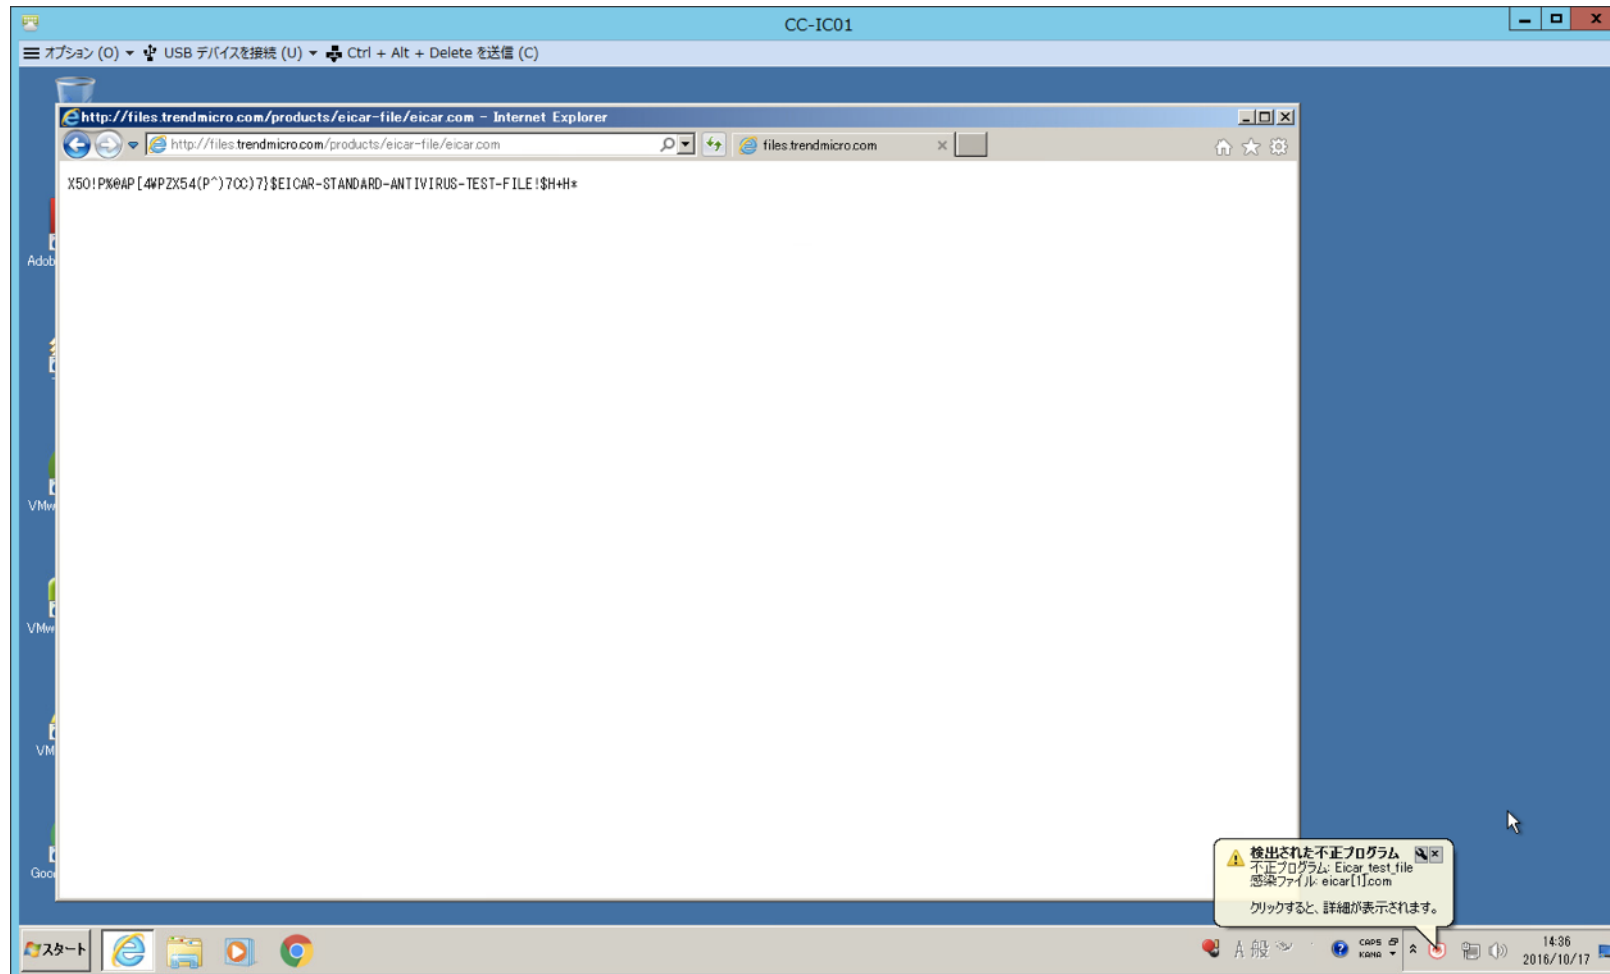 CC-IC01
オプション (O) USB デバイスを接続 (U) Ctrl + Alt + Delete を送信 (C)
http://files.trendmicro.com/products/eicar-file/eicar.com - Internet Explorer
http://files.trendmicro.com/products/eicar-file/eicar.com files.trendmicro.com
X5O!P%@AP[4¥PZX54(P^)7CC)7}$EICAR-STANDARD-ANTIVIRUS-TEST-FILE!$H+H*
Adob
VMw
VMw
VM
Goo
検出された不正プログラム
不正プログラム: Eicar_test_file
感染ファイル: eicar[1].com
クリックすると、詳細が表示されます。
スタート
A 般
CAPS
KANA
14:36
2016/10/17